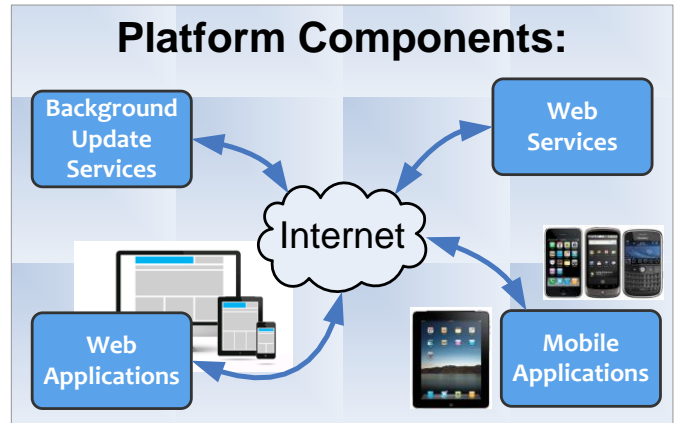 Platform Components:
Background
Update
Services
Web
Services
Internet
Web
Applications
Mobile
Applications